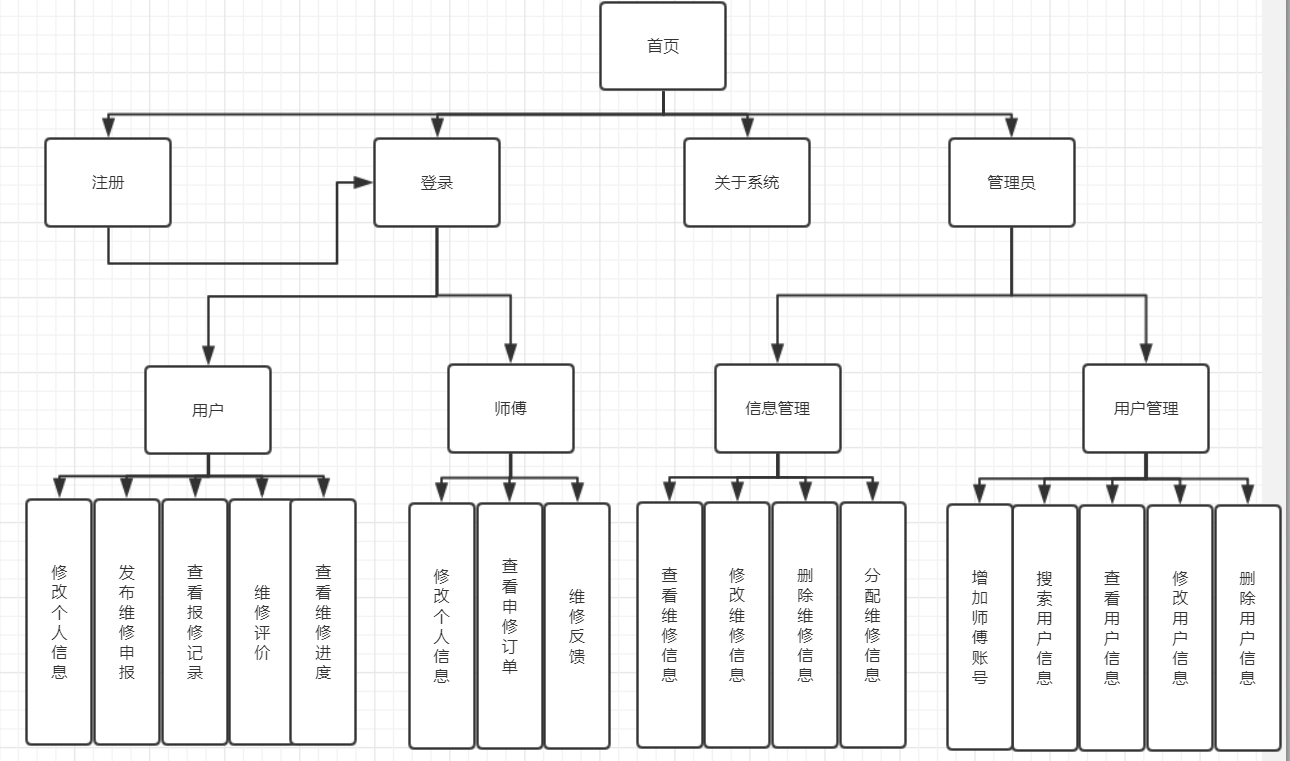 首页
注册
登录
关于系统
管理员
用户
师傅
信息管理
用户管理
修改个人信息
发布维修申报
查看报修记录
维修评价
查看维修进度
修改个人信息
查看申修订单
维修反馈
查看维修信息
修改维修信息
删除维修信息
分配维修信息
增加师傅账号
搜索用户信息
查看用户信息
修改用户信息
删除用户信息